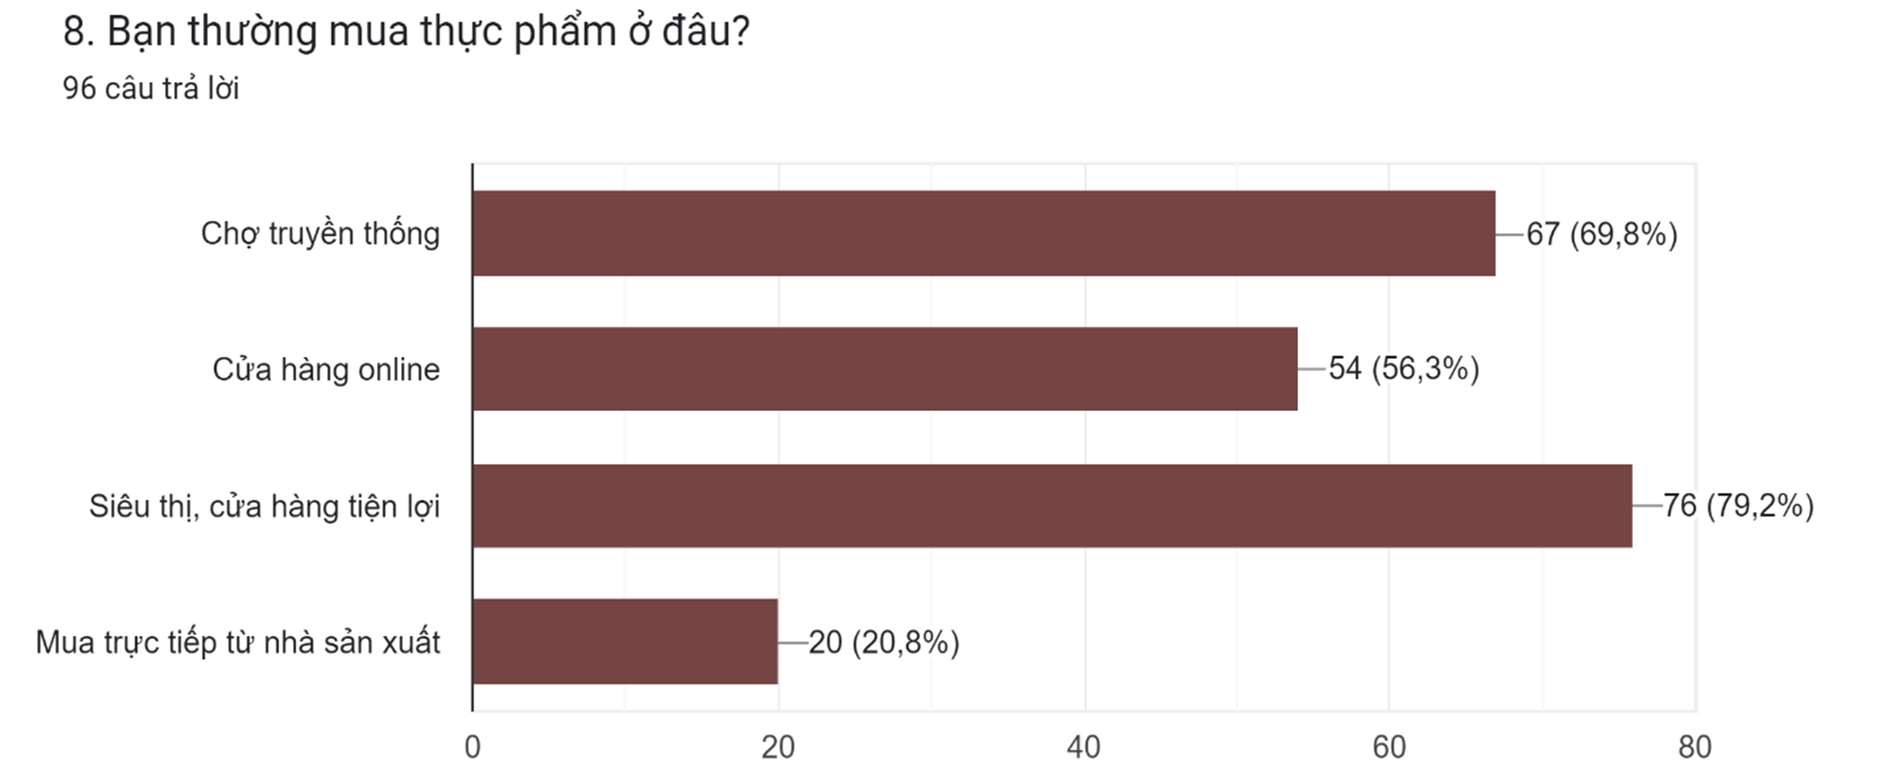 8. Bạn thường mua thực phẩm ở đâu?
96 câu trả lời
Chợ truyền thống
67 (69,8%)
Cửa hàng online
54 (56,3%)
Siêu thị, cửa hàng tiện lợi
76 (79,2%)
Mua trực tiếp từ nhà sản xuất
20 (20,8%)
0 20 40 60 80